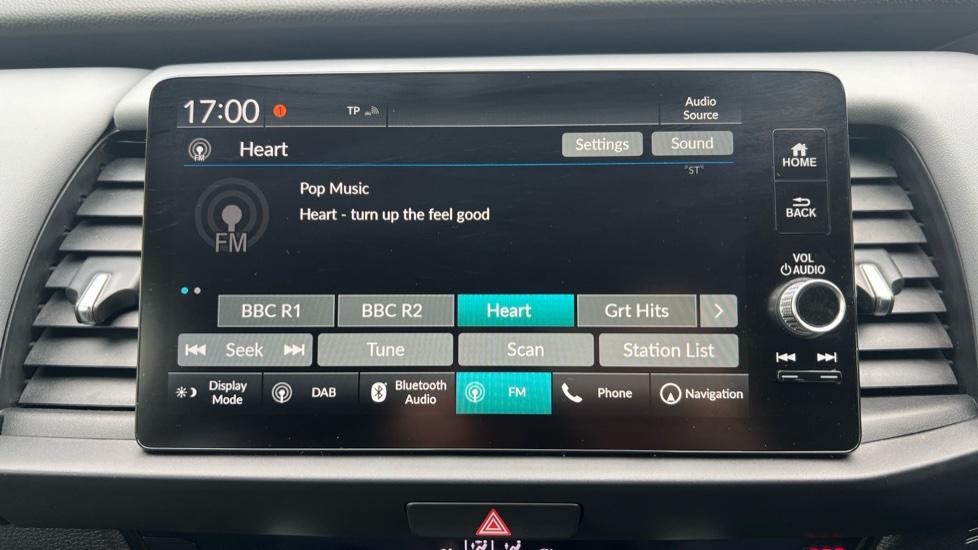 17:00
1
TP
Audio
Source
FM
Heart
Settings
Sound
"ST"
HOME
BACK
Pop Music
Heart - turn up the feel good
FM
VOL
AUDIO
BBC R1
BBC R2
Heart
Grt Hits
Seek
Tune
Scan
Station List
Display
Mode
DAB
Bluetooth
Audio
FM
Phone
Navigation